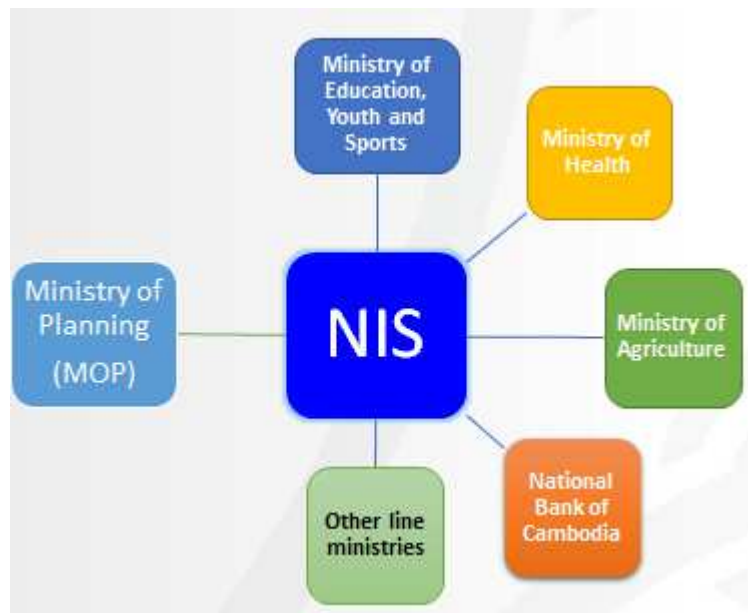 Ministry of
Education,
Youth and
Sports
Ministry of
Health
Ministry of
Planning
(MOP)
NIS
Ministry of
Agriculture
Other line
ministries
National
Bank of
Cambodia